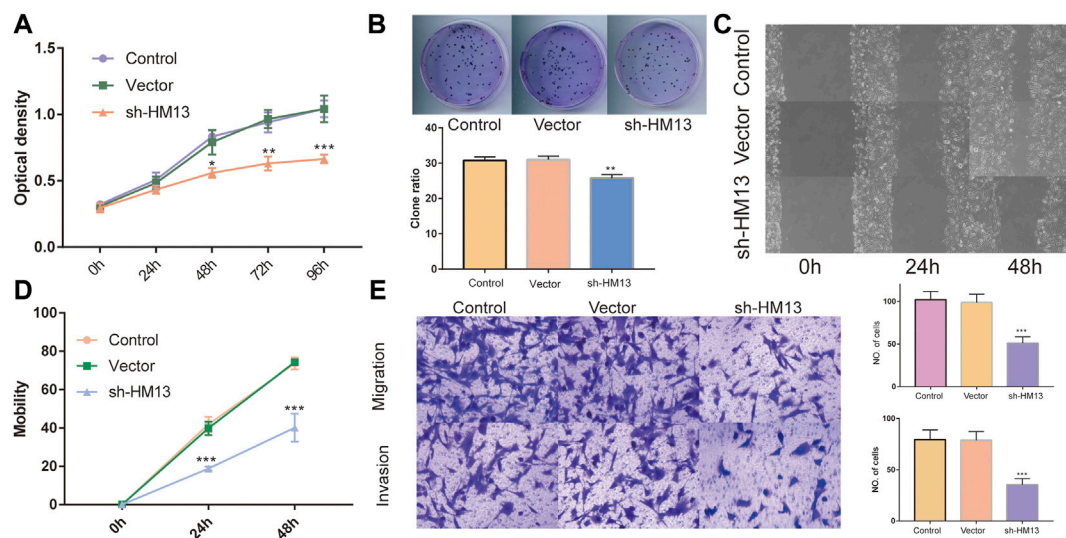 A
1.5
1.0
0.5
0.0
Optical density
Control
Vector
sh-HM13
*
**
***
0h
24h
48h
72h
96h
B
Control
Vector
sh-HM13
40
30
20
10
0
Clone ratio
**
Control
Vector
sh-HM13
C
Control
Vector
sh-HM13
0h
24h
48h
D
100
80
60
40
20
0
Mobility
Control
Vector
sh-HM13
***
***
0h
24h
48h
E
Control
Vector
sh-HM13
Migration
Invasion
100
50
0
NO. of cells
***
Control
Vector
sh-HM13
100
50
0
NO. of cells
***
Control
Vector
sh-HM13